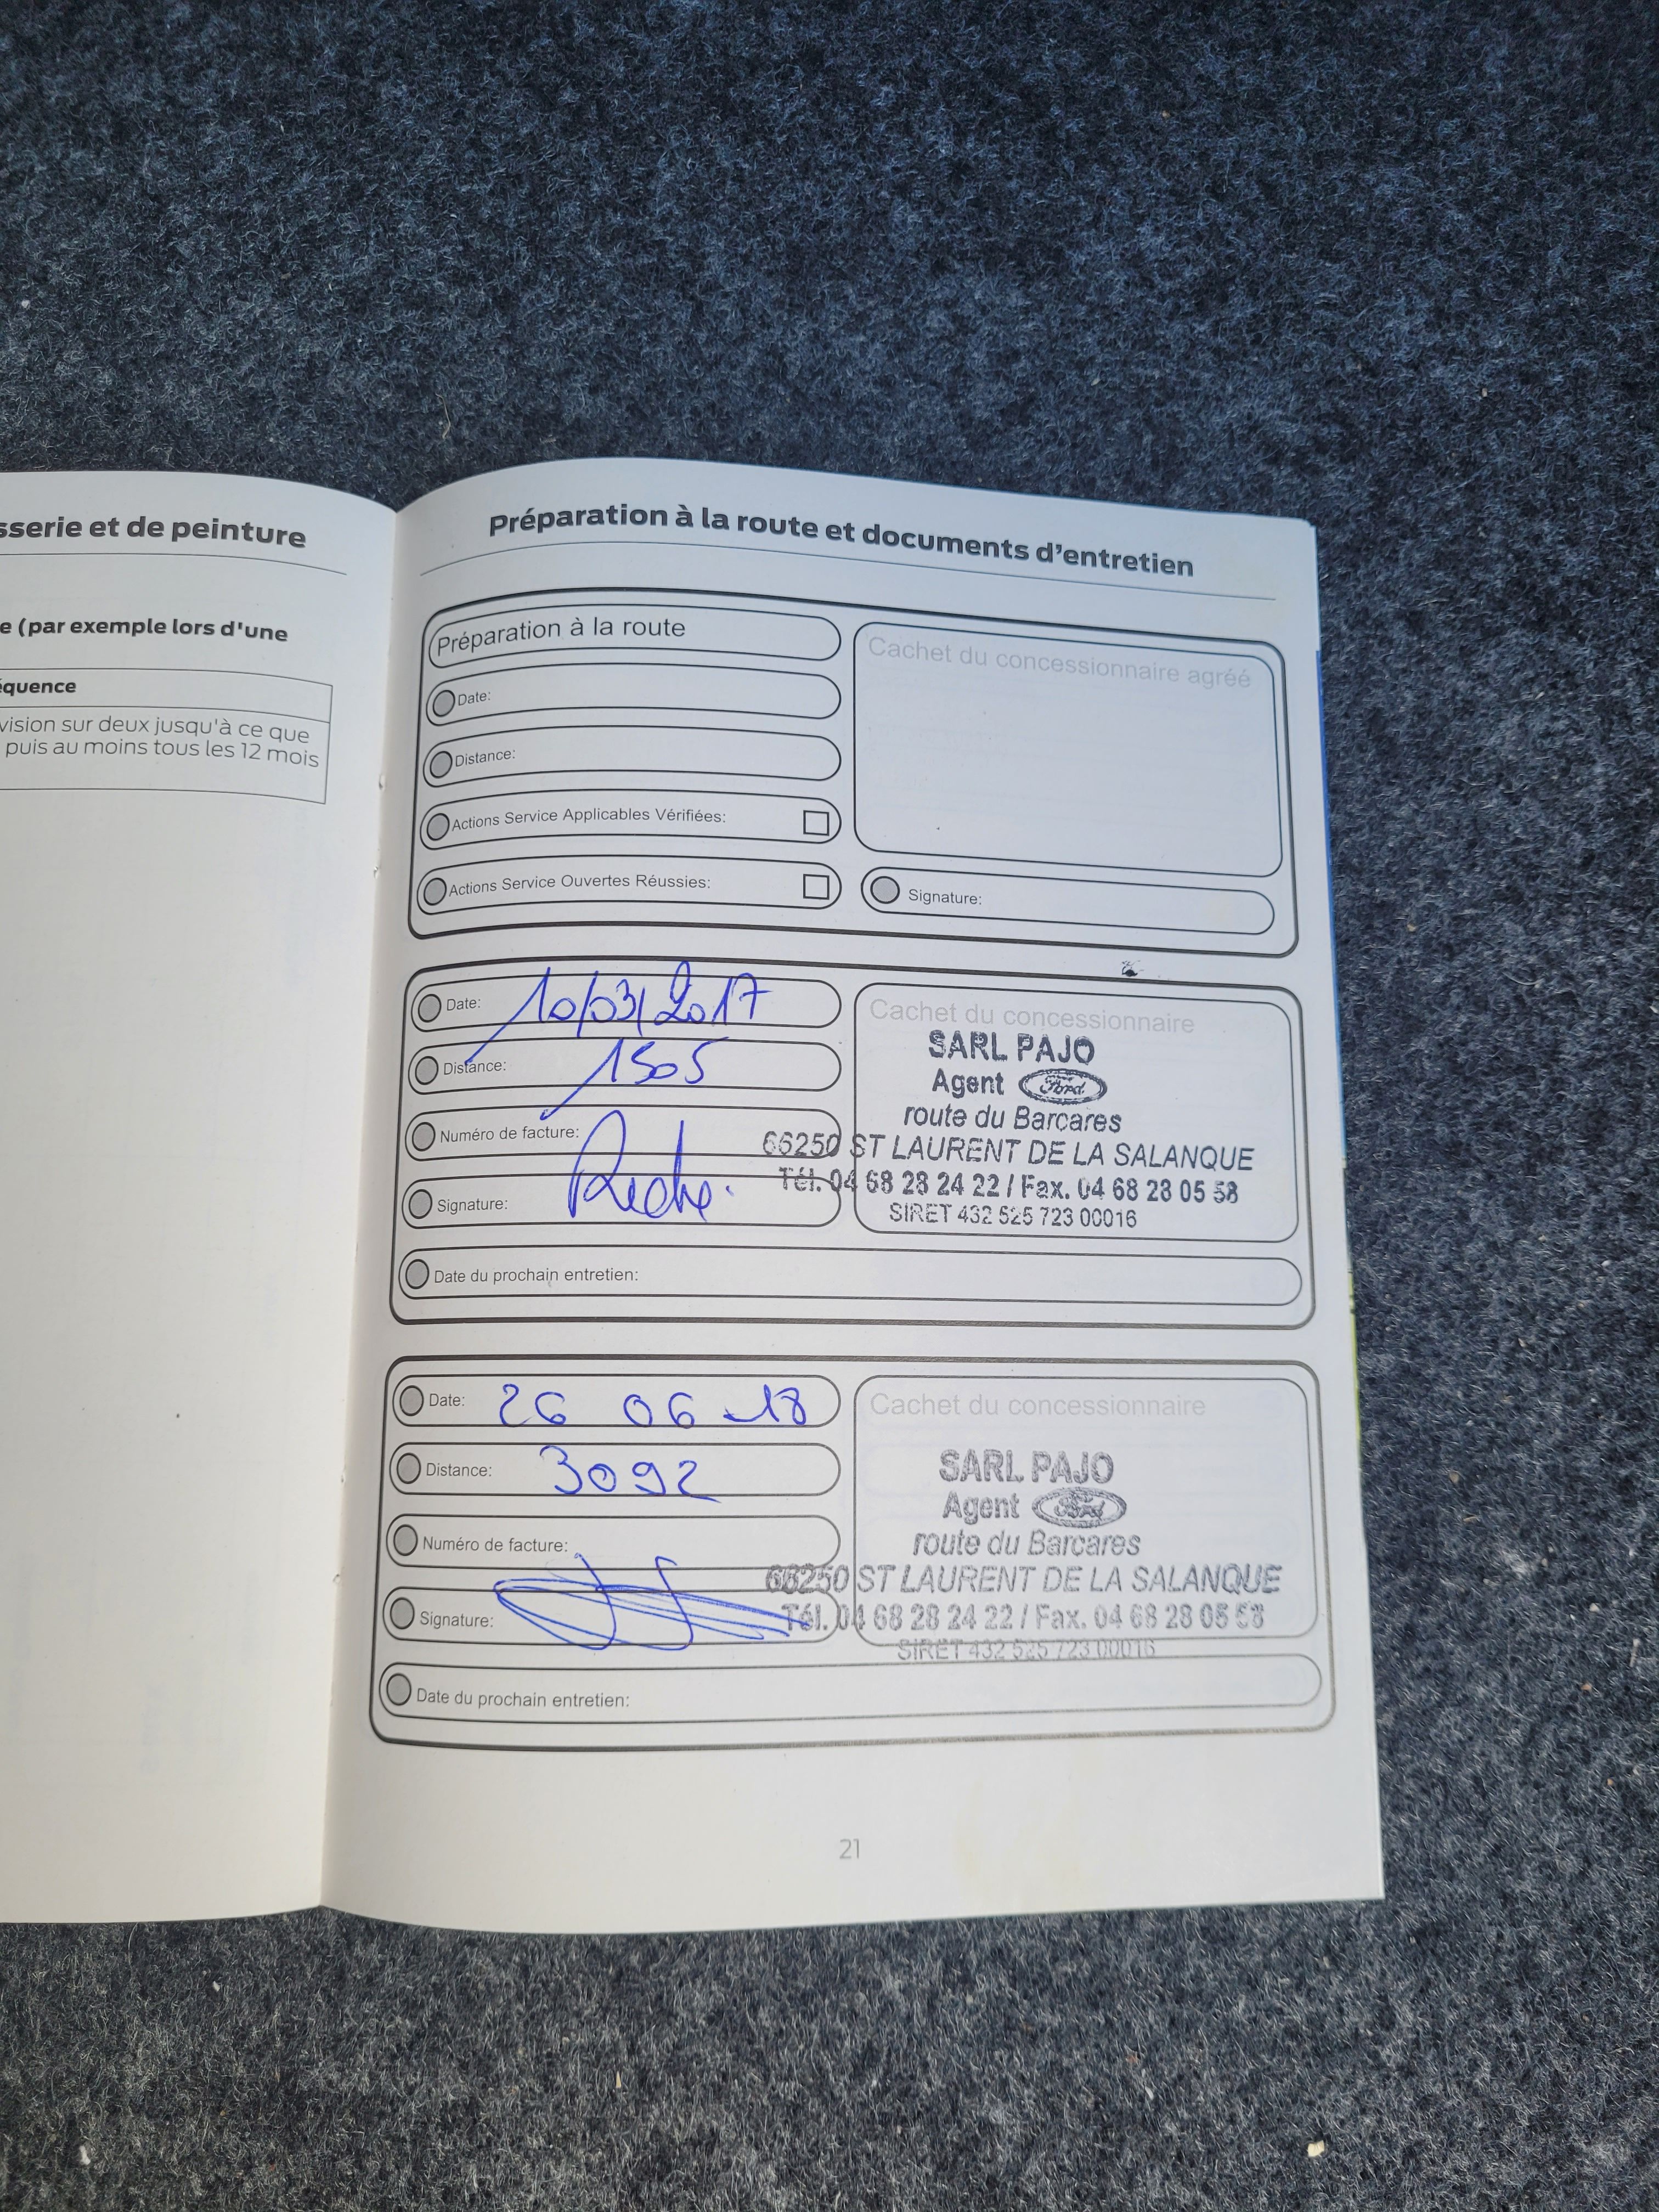 sserie et de peinture
e (par exemple lors d'une
équence
vision sur deux jusqu'à ce que
puis au moins tous les 12 mois
Préparation à la route et documents d'entretien
Préparation à la route
Date:
Distance:
Actions Service Applicables Vérifiées:
Actions Service Ouvertes Réussies:
Cachet du concessionnaire agréé
Signature:
Date: 10/03/2017
Distance: 1505
Numéro de facture:
Signature:
Cachet du concessionnaire
SARL PAJO
Agent Ford
route du Barcares
66250 ST LAURENT DE LA SALANQUE
Tél. 04 68 28 24 22 / Fax. 04 68 28 05 58
SIRET 432 525 723 00016
Date du prochain entretien:
Date: 26 06 18
Distance: 3092
Numéro de facture:
Signature:
Cachet du concessionnaire
SARL PAJO
Agent Ford
route du Barcares
66250 ST LAURENT DE LA SALANQUE
Tél. 04 68 28 24 22 / Fax. 04 68 28 05 58
SIRET 432 525 723 00016
Date du prochain entretien:
21